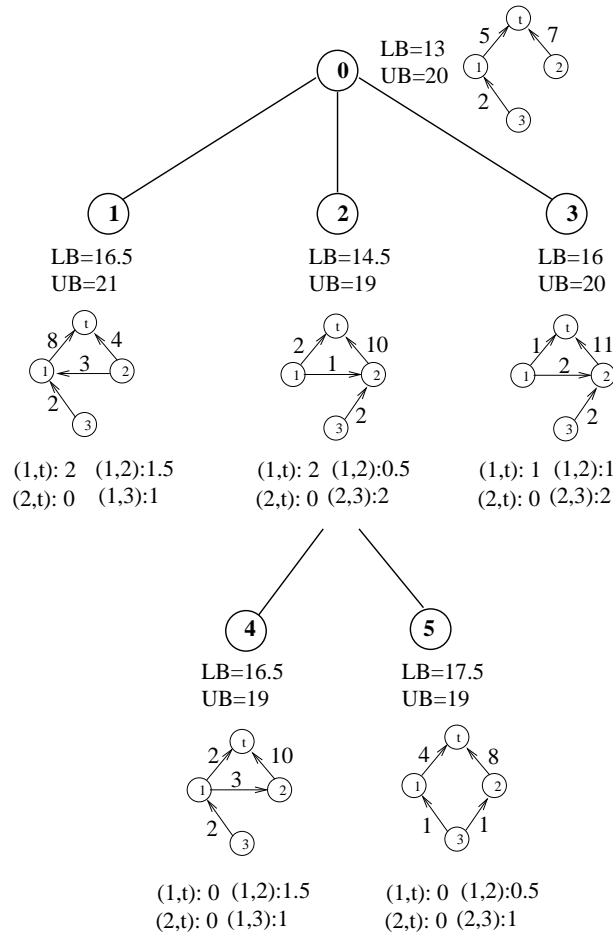 0
LB=13
UB=20
t
5
7
1
2
2
3
1
2
3
LB=16.5
UB=21
LB=14.5
UB=19
LB=16
UB=20
t
8
4
1
3
2
2
3
t
2
10
1
1
2
2
3
t
1
11
1
2
2
2
3
(1,t): 2 (1,2):1.5
(2,t): 0 (1,3):1
(1,t): 2 (1,2):0.5
(2,t): 0 (2,3):2
(1,t): 1 (1,2):1
(2,t): 0 (2,3):2
4
5
LB=16.5
UB=19
LB=17.5
UB=19
t
2
10
1
3
2
2
3
t
4
8
1
2
1
1
3
(1,t): 0 (1,2):1.5
(2,t): 0 (1,3):1
(1,t): 0 (1,2):0.5
(2,t): 0 (2,3):1